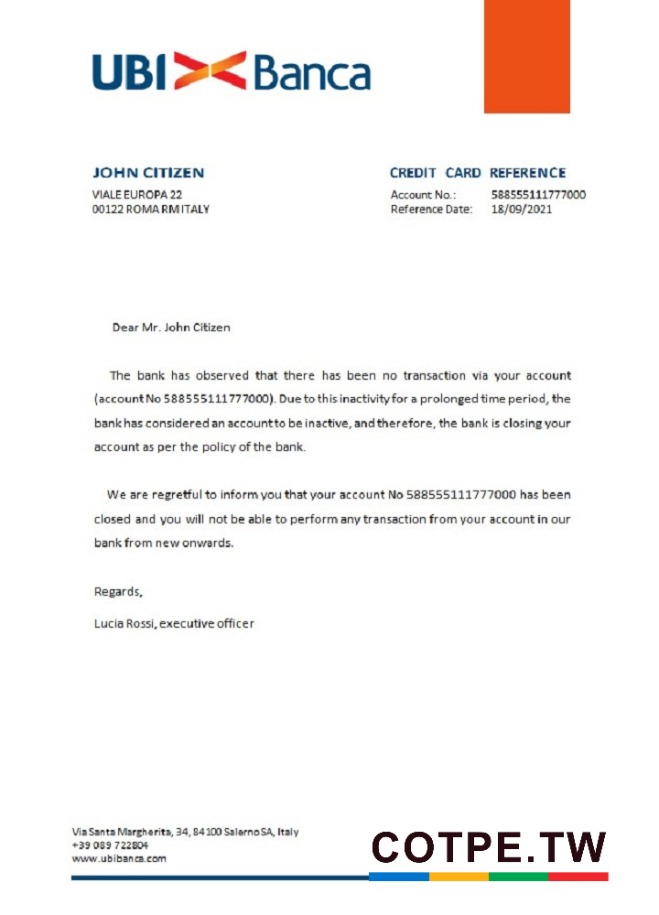 UBI Banca
JOHN CITIZEN
VIALE EUROPA 22
00122 ROMA RM ITALY
CREDIT CARD REFERENCE
Account No.: 588555111777000
Reference Date: 18/09/2021
Dear Mr. John Citizen
The bank has observed that there has been no transaction via your account
(account No 588555111777000). Due to this inactivity for a prolonged time period, the
bank has considered an account to be inactive, and therefore, the bank is closing your
account as per the policy of the bank.
We are regretful to inform you that your account No 588555111777000 has been
closed and you will not be able to perform any transaction from your account in our
bank from new onwards.
Regards,
Lucia Rossi, executive officer
Via Santa Margherita, 34, 84100 Salerno SA, Italy
+39 089 722804
www.ubibanca.com
COTPE.TW